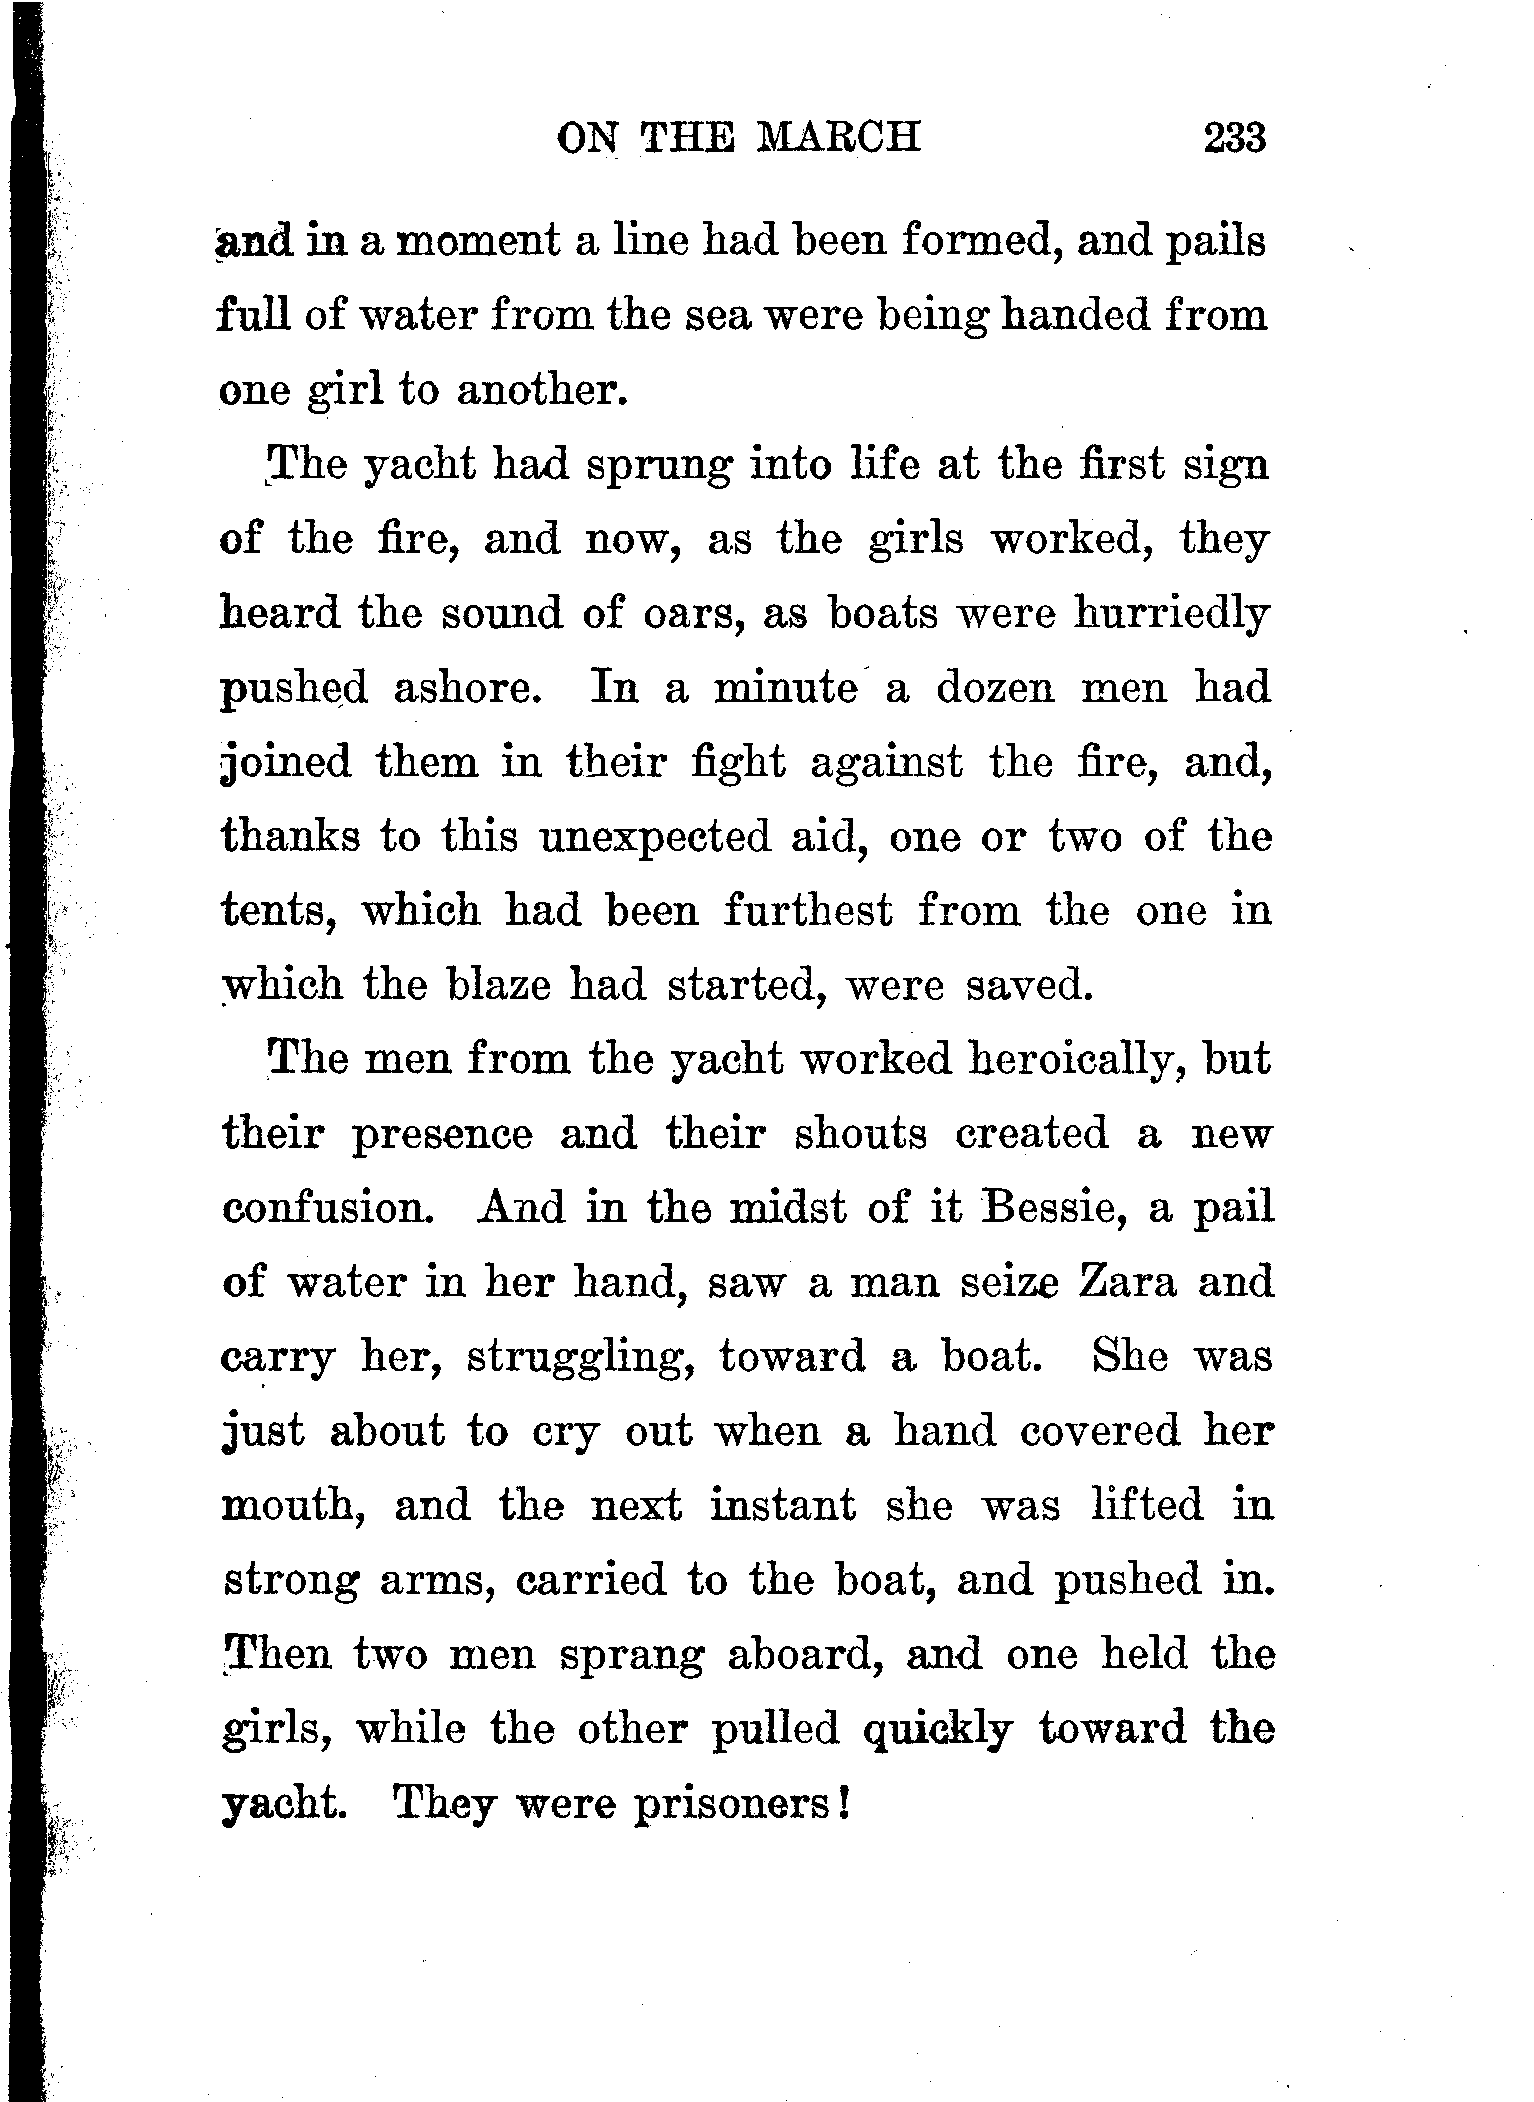 ON THE MARCH 233
and in a moment a line had been formed, and pails
full of water from the sea were being handed from
one girl to another.
The yacht had sprung into life at the first sign
of the fire, and now, as the girls worked, they
heard the sound of oars, as boats were hurriedly
pushed ashore. In a minute a dozen men had
joined them in their fight against the fire, and,
thanks to this unexpected aid, one or two of the
tents, which had been furthest from the one in
which the blaze had started, were saved.
The men from the yacht worked heroically, but
their presence and their shouts created a new
confusion. And in the midst of it Bessie, a pail
of water in her hand, saw a man seize Zara and
carry her, struggling, toward a boat. She was
just about to cry out when a hand covered her
mouth, and the next instant she was lifted in
strong arms, carried to the boat, and pushed in.
Then two men sprang aboard, and one held the
girls, while the other pulled quickly toward the
yacht. They were prisoners!